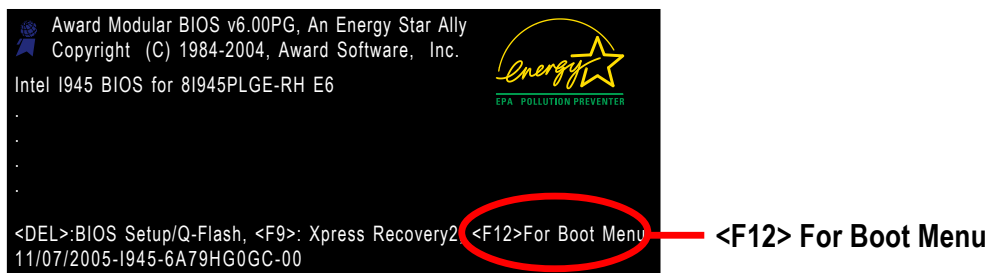 Award Modular BIOS v6.00PG, An Energy Star Ally
Copyright (C) 1984-2004, Award Software, Inc.
energy
EPA POLLUTION PREVENTER
Intel I945 BIOS for 8I945PLGE-RH E6
.
.
.
.
<DEL>:BIOS Setup/Q-Flash, <F9>: Xpress Recovery2, <F12>For Boot Menu
<F12> For Boot Menu
11/07/2005-I945-6A79HG0GC-00